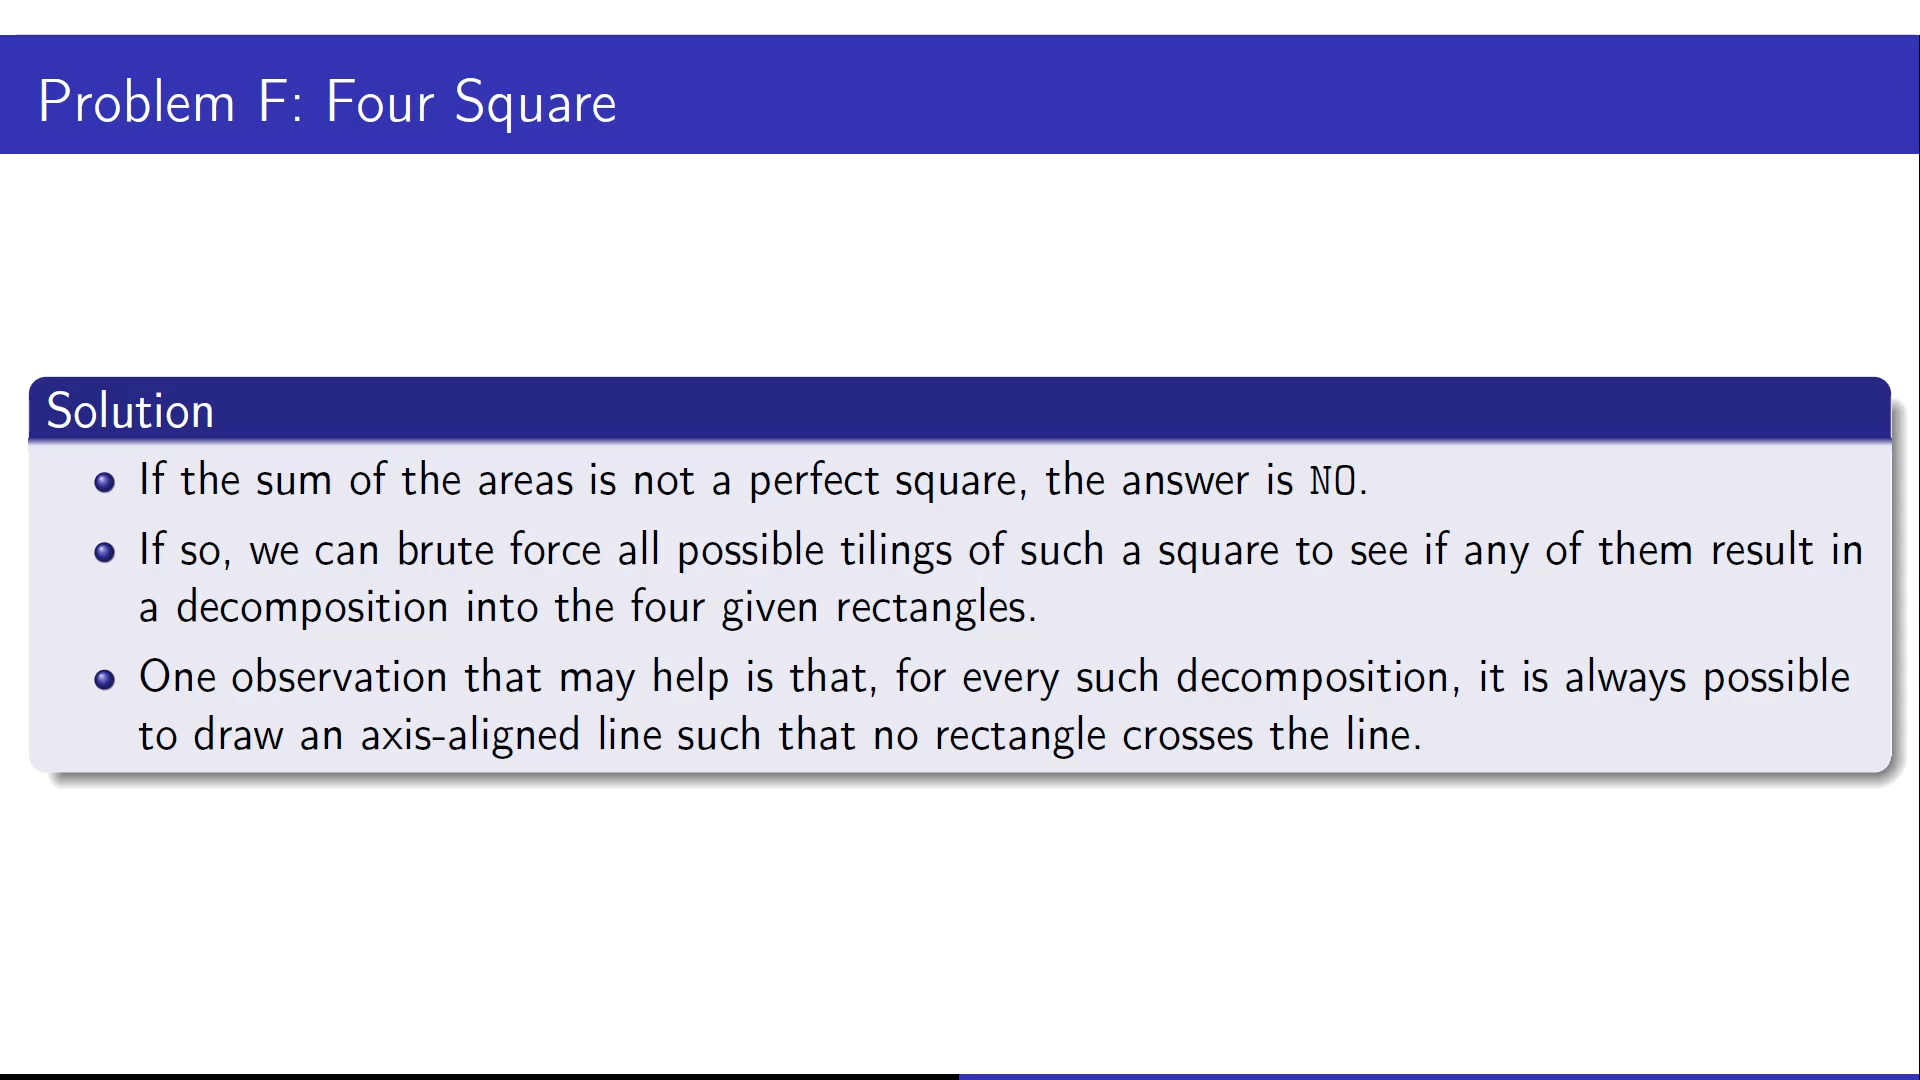 Problem F: Four Square
Solution
If the sum of the areas is not a perfect square, the answer is NO.
If so, we can brute force all possible tilings of such a square to see if any of them result in
a decomposition into the four given rectangles.
One observation that may help is that, for every such decomposition, it is always possible
to draw an axis-aligned line such that no rectangle crosses the line.